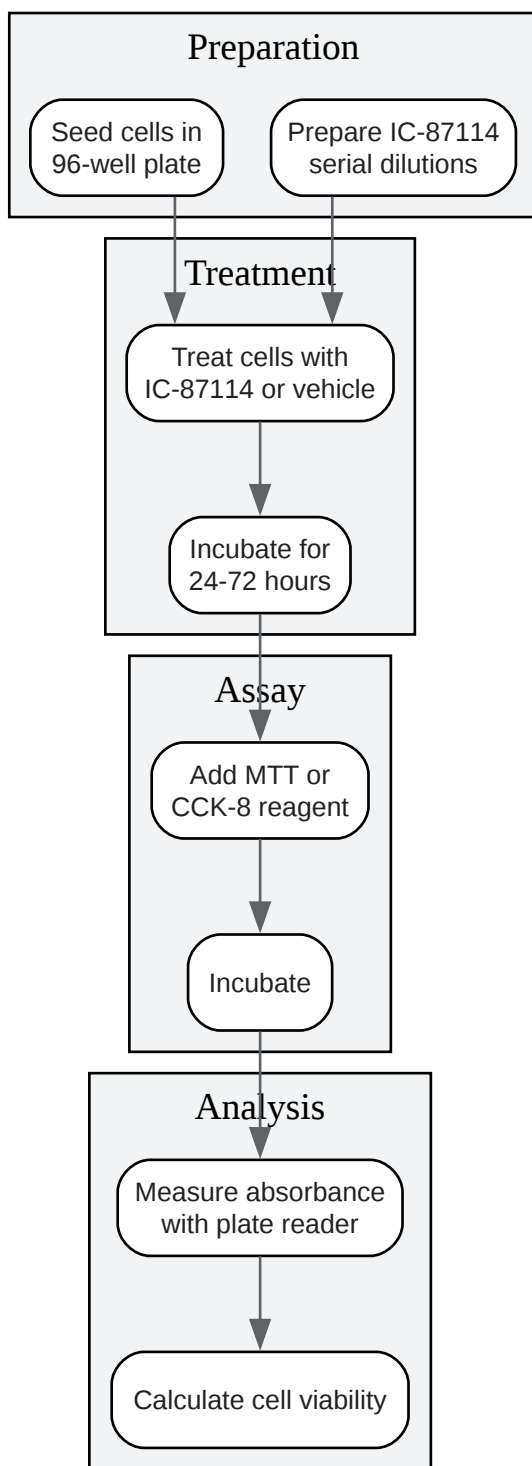 Preparation
Seed cells in
96-well plate
Prepare IC-87114
serial dilutions
Treatment
Treat cells with
IC-87114 or vehicle
Incubate for
24-72 hours
Assay
Add MTT or
CCK-8 reagent
Incubate
Analysis
Measure absorbance
with plate reader
Calculate cell viability